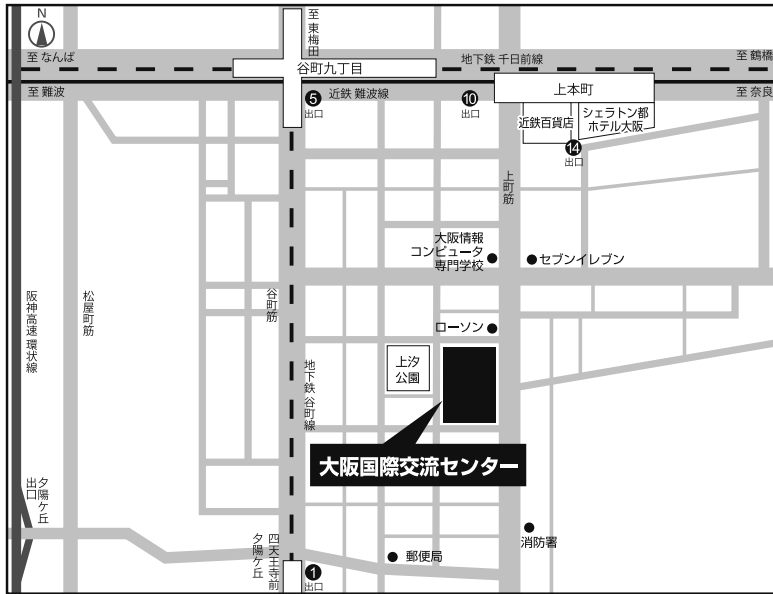 N
至 なんば
至 東梅田
谷町九丁目
地下鉄 千日前線
至 鶴橋
至 難波
5
出口
近鉄 難波線
10
出口
上本町
至 奈良
近鉄百貨店
シェラトン都
ホテル大阪
14
出口
上町筋
大阪情報
コンピュータ
専門学校
セブンイレブン
阪神高速 環状線
松屋町筋
谷町筋
ローソン
地下鉄 谷町線
上汐
公園
大阪国際交流センター
夕陽ケ丘
出口
四天王寺前
夕陽ケ丘
1
出口
郵便局
消防署